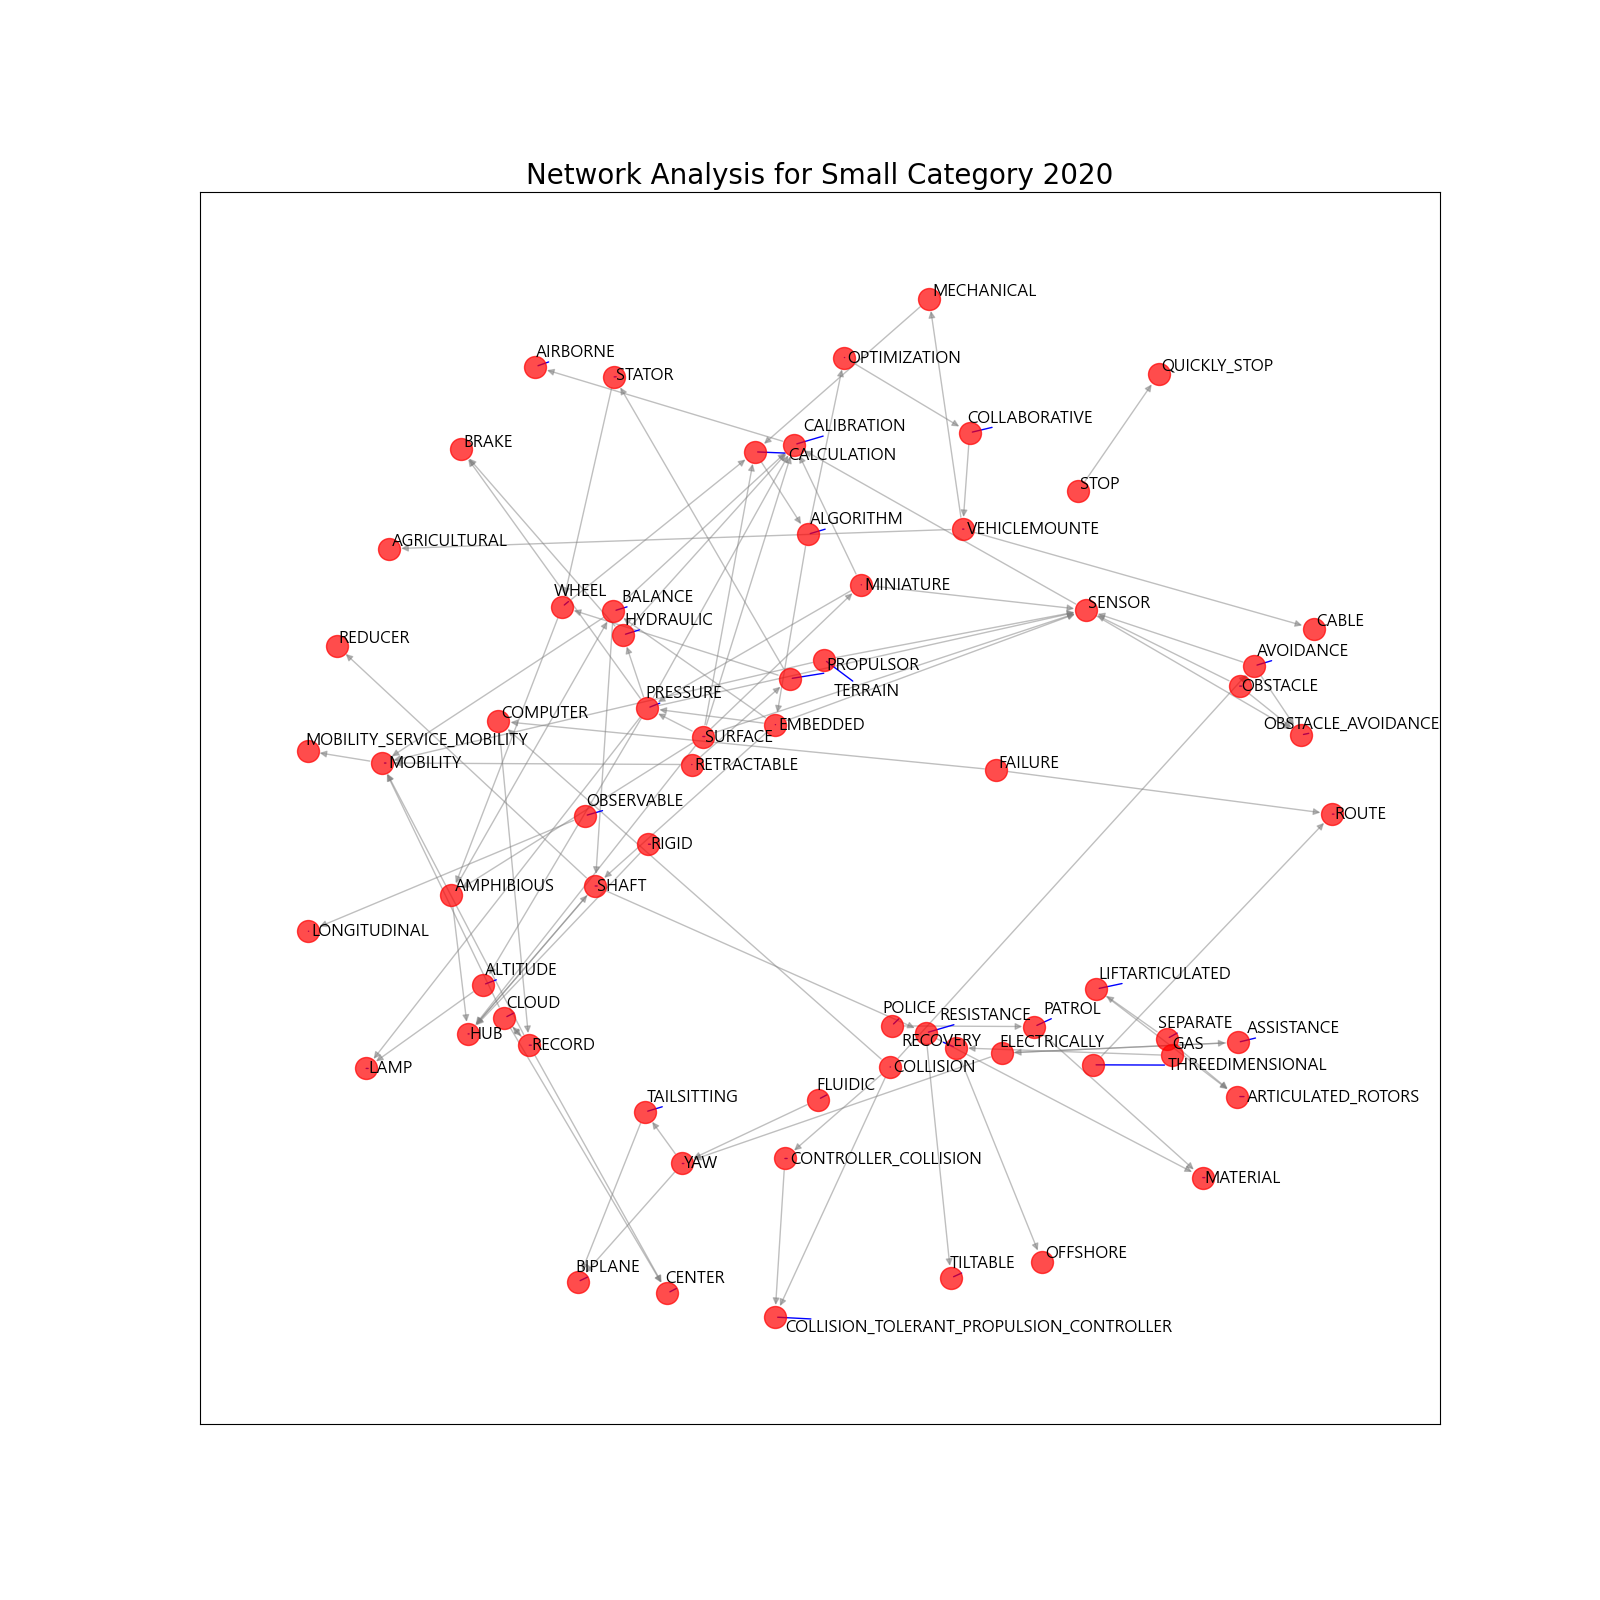 Network Analysis for Small Category 2020
MECHANICAL
AIRBORNE
OPTIMIZATION
QUICKLY_STOP
STATOR
COLLABORATIVE
CALIBRATION
BRAKE
CALCULATION
STOP
ALGORITHM
VEHICLEMOUNTE
AGRICULTURAL
MINIATURE
WHEEL
BALANCE
SENSOR
HYDRAULIC
CABLE
REDUCER
AVOIDANCE
PROPULSOR
OBSTACLE
TERRAIN
PRESSURE
COMPUTER
EMBEDDED
OBSTACLE_AVOIDANCE
SURFACE
MOBILITY_SERVICE_MOBILITY
MOBILITY
RETRACTABLE
FAILURE
OBSERVABLE
ROUTE
RIGID
AMPHIBIOUS
SHAFT
LONGITUDINAL
ALTITUDE
LIFTARTICULATED
CLOUD
POLICE
PATROL
RESISTANCE
SEPARATE
ASSISTANCE
HUB
RECOVERY
ELECTRICALLY
GAS
RECORD
LAMP
COLLISION
THREEDIMENSIONAL
FLUIDIC
TAILSITTING
ARTICULATED_ROTORS
YAW
CONTROLLER_COLLISION
MATERIAL
OFFSHORE
TILTABLE
BIPLANE
CENTER
COLLISION_TOLERANT_PROPULSION_CONTROLLER